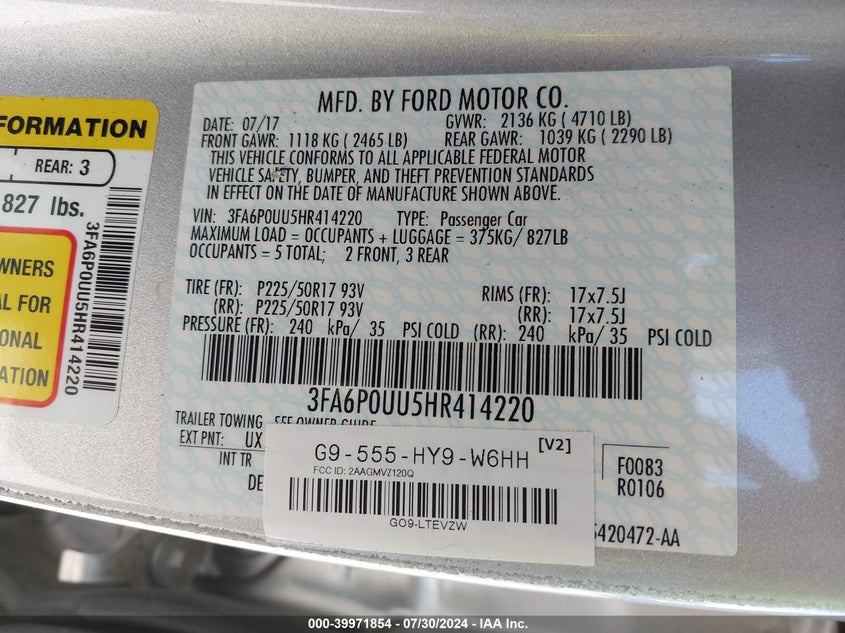 FORMATION
REAR: 3
827 lbs.
3FA6P0UU5HR414220
WNERS
AL FOR
ONAL
ATION
MFD. BY FORD MOTOR CO.
DATE: 07/17 GVWR: 2136 KG ( 4710 LB)
FRONT GAWR: 1118 KG ( 2465 LB) REAR GAWR: 1039 KG ( 2290 LB)
THIS VEHICLE CONFORMS TO ALL APPLICABLE FEDERAL MOTOR
VEHICLE SAFETY, BUMPER, AND THEFT PREVENTION STANDARDS
IN EFFECT ON THE DATE OF MANUFACTURE SHOWN ABOVE.
VIN: 3FA6P0UU5HR414220 TYPE: Passenger Car
MAXIMUM LOAD = OCCUPANTS + LUGGAGE = 375KG/ 827LB
OCCUPANTS = 5 TOTAL; 2 FRONT, 3 REAR
TIRE (FR): P225/50R17 93V RIMS (FR): 17x7.5J
(RR): P225/50R17 93V (RR): 17x7.5J
PRESSURE (FR): 240 kPa/ 35 PSI COLD (RR): 240 kPa/ 35 PSI COLD
3FA6P0UU5HR414220
TRAILER TOWING SEE OWNER GUIDE
EXT PNT: UX
INT TR
DE
F0083
R0106
5420472-AA
G9-555-HY9-W6HH [V2]
FCC ID: 2AAGMVZ120Q
GO9-LTEVZW
000-39971854 - 07/30/2024 - IAA Inc.